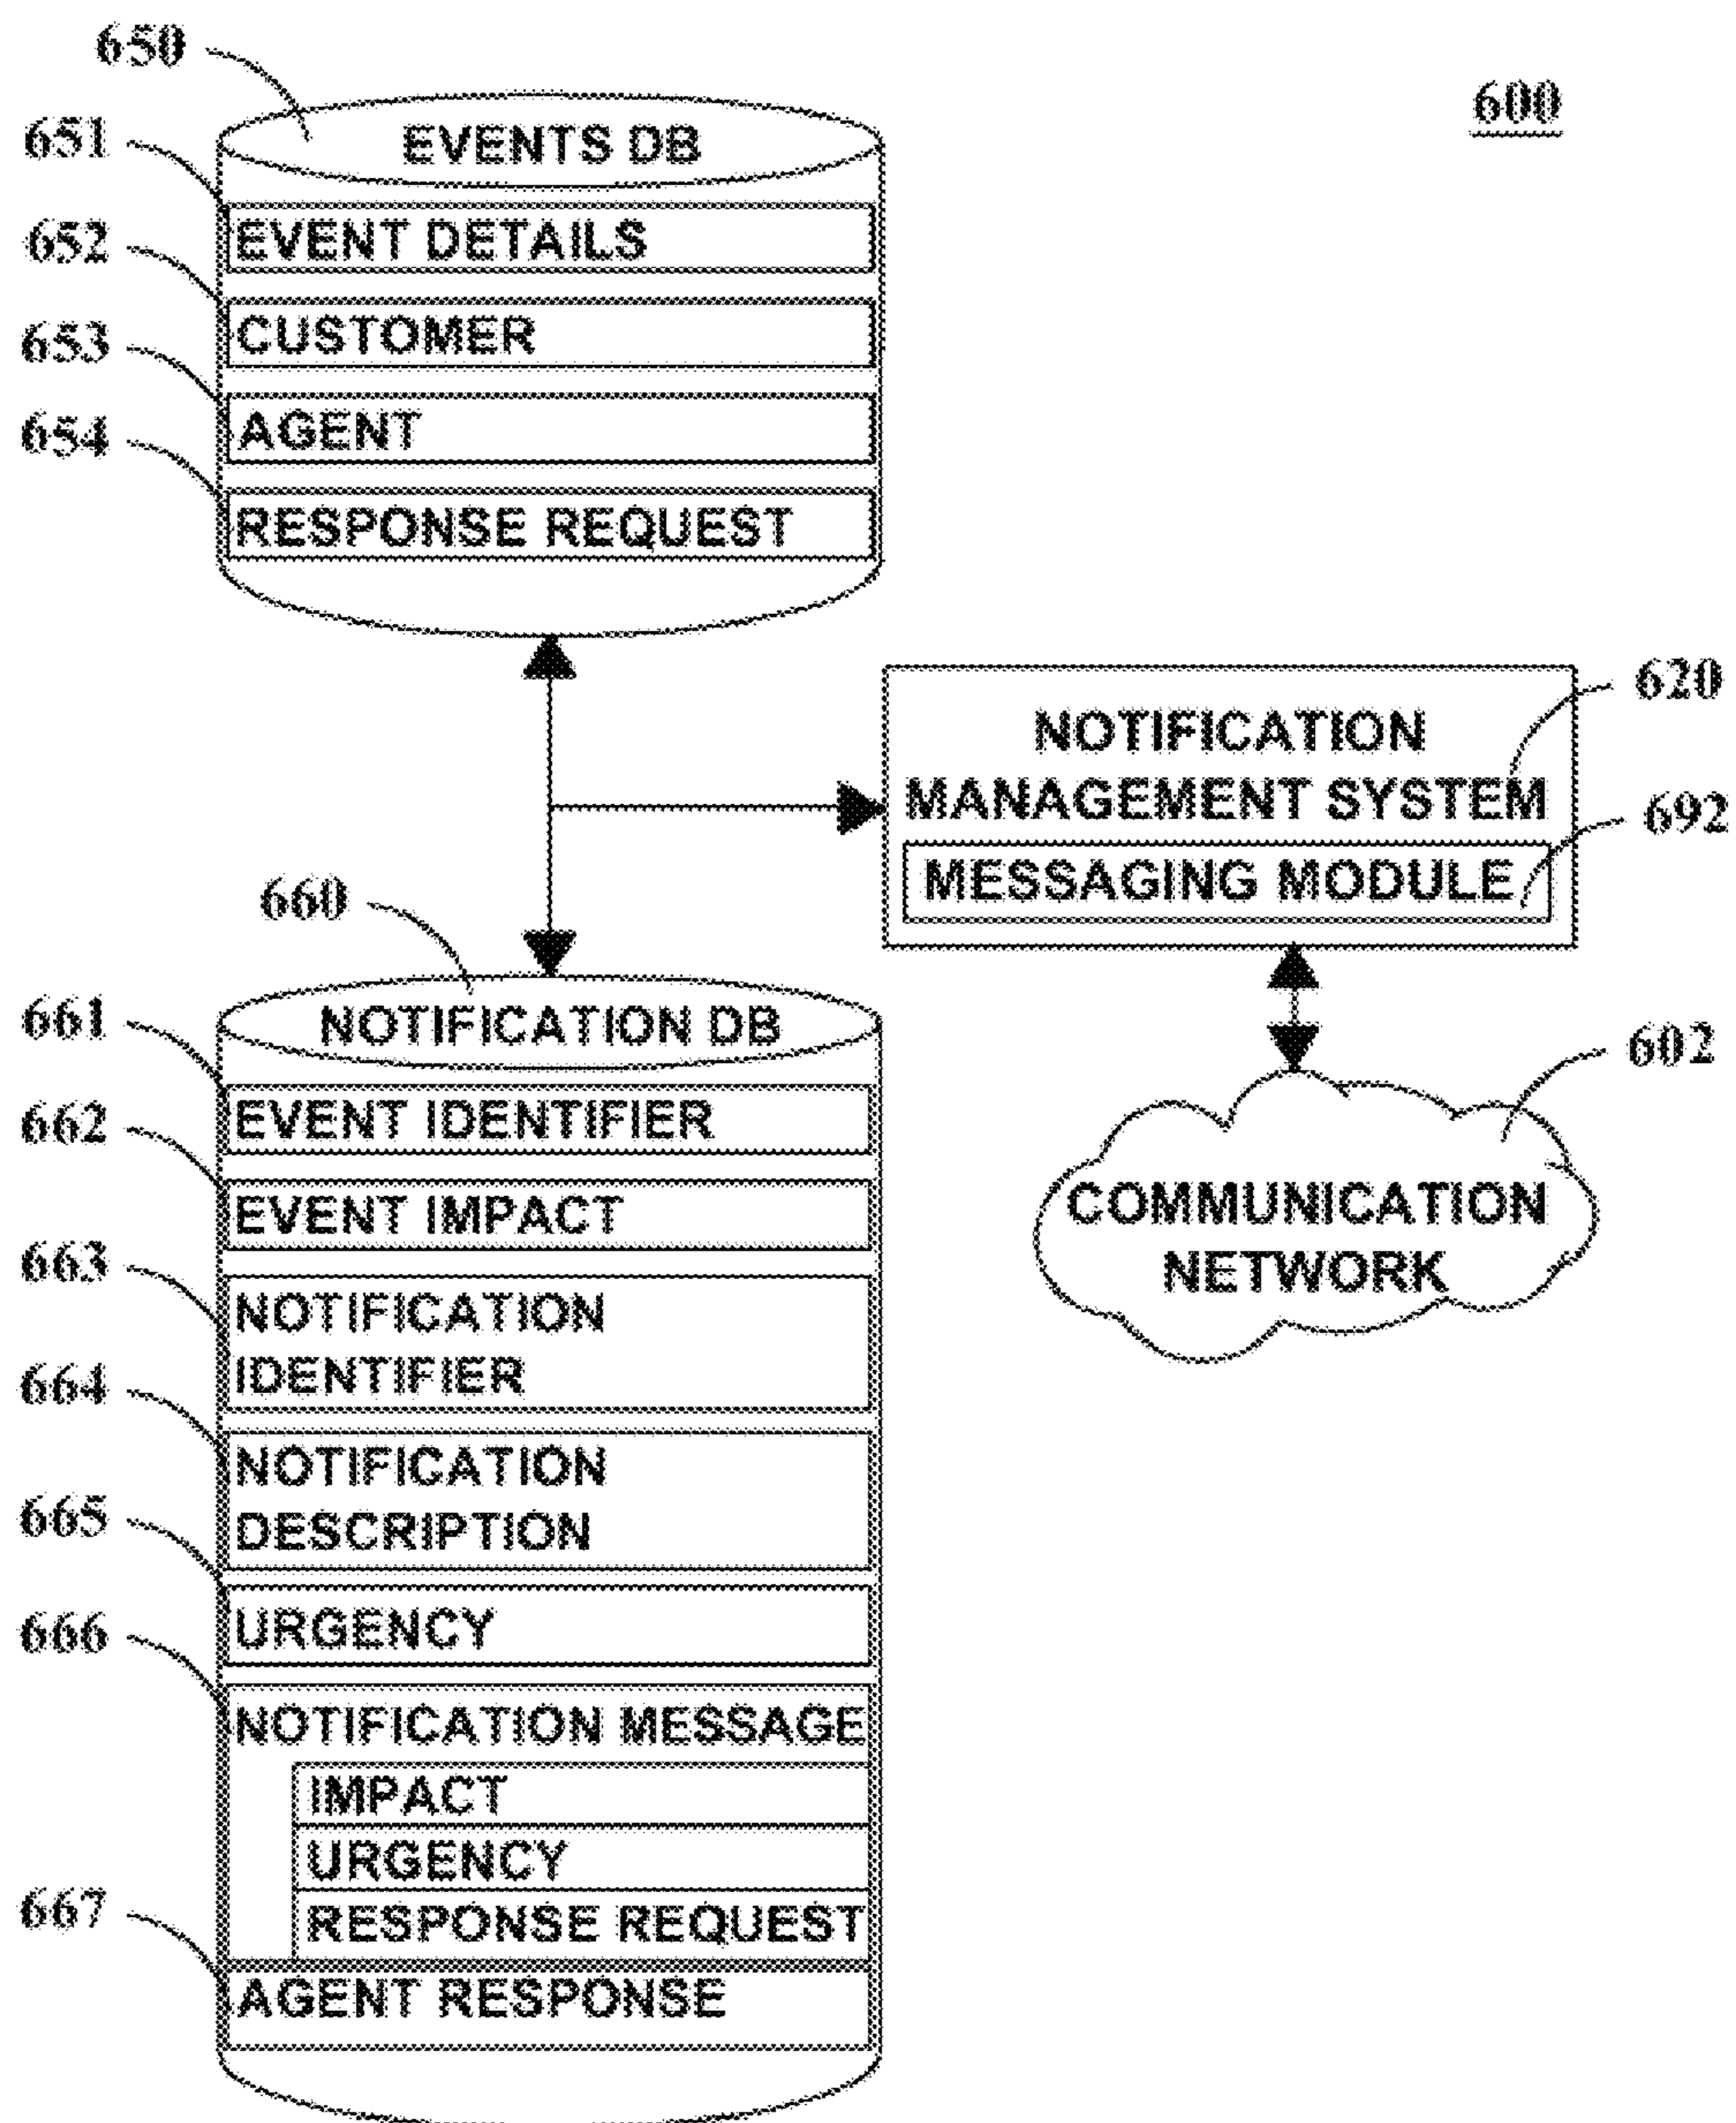 650
600
EVENTS DB
651
EVENT DETAILS
652
CUSTOMER
653
AGENT
654
RESPONSE REQUEST
620
NOTIFICATION
MANAGEMENT SYSTEM
692
MESSAGING MODULE
660
NOTIFICATION DB
602
661
EVENT IDENTIFIER
662
EVENT IMPACT
COMMUNICATION
NETWORK
663
NOTIFICATION
IDENTIFIER
664
NOTIFICATION
DESCRIPTION
665
URGENCY
666
NOTIFICATION MESSAGE
IMPACT
URGENCY
RESPONSE REQUEST
667
AGENT RESPONSE